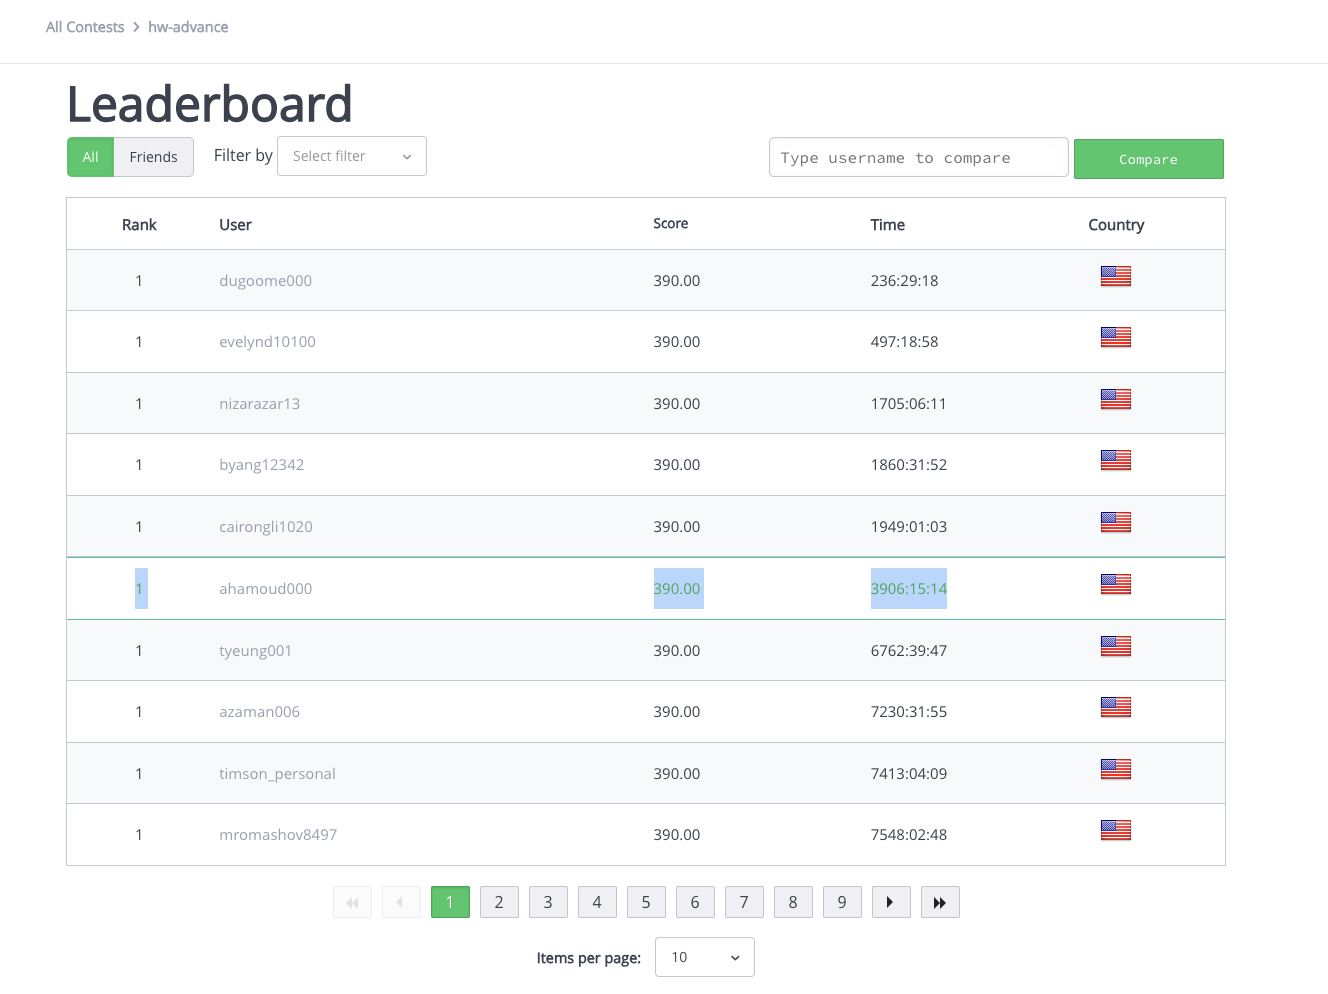 All Contests > hw-advance
Leaderboard
All Friends Filter by Select filter Type username to compare Compare
Rank User Score Time Country
1 dugoome000 390.00 236:29:18
1 evelynd10100 390.00 497:18:58
1 nizarazar13 390.00 1705:06:11
1 byang12342 390.00 1860:31:52
1 cairongli1020 390.00 1949:01:03
1 ahamoud000 390.00 3906:15:14
1 tyeung001 390.00 6762:39:47
1 azaman006 390.00 7230:31:55
1 timson_personal 390.00 7413:04:09
1 mromashov8497 390.00 7548:02:48
1 2 3 4 5 6 7 8 9
Items per page: 10